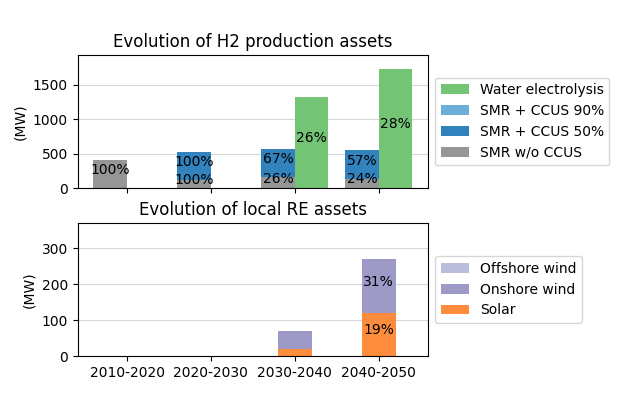 Evolution of H2 production assets
(MW)
1500
1000
500
0
100%
100%
100%
67%
26%
26%
57%
24%
28%
Water electrolysis
SMR + CCUS 90%
SMR + CCUS 50%
SMR w/o CCUS
Evolution of local RE assets
(MW)
300
200
100
0
31%
19%
Offshore wind
Onshore wind
Solar
2010-2020 2020-2030 2030-2040 2040-2050